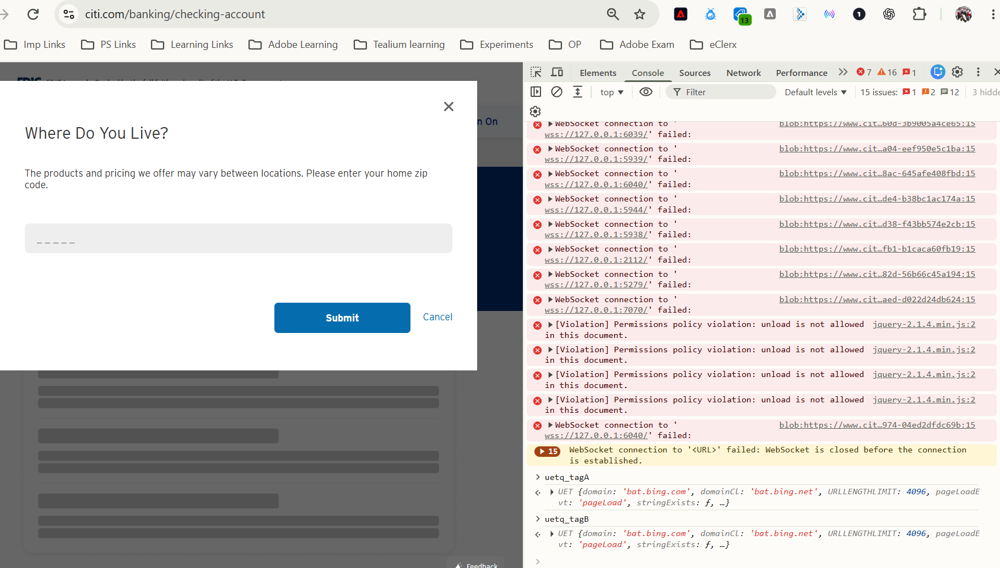 citi.com/banking/checking-account
13
Imp Links
PS Links
Learning Links
Adobe Learning
Tealium learning
Experiments
OP
Adobe Exam
eClerx
n On
Where Do You Live?
The products and pricing we offer may vary between locations. Please enter your home zip
code.
_ _ _ _ _
Submit
Cancel
Feedback
Elements
Console
Sources
Network
Performance
7
16
1
top
Filter
Default levels
15 issues:
1
2
12
3 hidde
WebSocket connection to ' blob:https://www.cit…60d-3b9005a4ce65:15
wss://127.0.0.1:6039/' failed:
WebSocket connection to ' blob:https://www.cit…a04-eef950e5c1ba:15
wss://127.0.0.1:5939/' failed:
WebSocket connection to ' blob:https://www.cit…8ac-645afe408fbd:15
wss://127.0.0.1:6040/' failed:
WebSocket connection to ' blob:https://www.cit…de4-b38bc1ac174a:15
wss://127.0.0.1:5944/' failed:
WebSocket connection to ' blob:https://www.cit…d38-f43bb574e2cb:15
wss://127.0.0.1:5938/' failed:
WebSocket connection to ' blob:https://www.cit…fb1-b1caca60fb19:15
wss://127.0.0.1:2112/' failed:
WebSocket connection to ' blob:https://www.cit…82d-56b66c45a194:15
wss://127.0.0.1:5279/' failed:
WebSocket connection to ' blob:https://www.cit…aed-d022d24db624:15
wss://127.0.0.1:7070/' failed:
[Violation] Permissions policy violation: unload is not allowed jquery-2.1.4.min.js:2
in this document.
[Violation] Permissions policy violation: unload is not allowed jquery-2.1.4.min.js:2
in this document.
[Violation] Permissions policy violation: unload is not allowed jquery-2.1.4.min.js:2
in this document.
[Violation] Permissions policy violation: unload is not allowed jquery-2.1.4.min.js:2
in this document.
WebSocket connection to ' blob:https://www.cit…974-04ed2dfdc69b:15
wss://127.0.0.1:6040/' failed:
15 WebSocket connection to '<URL>' failed: WebSocket is closed before the connection
is established.
uetq_tagA
UET {domain: 'bat.bing.com', domainCl: 'bat.bing.net', URLLENGTHLIMIT: 4096, pageLoadE
vt: 'pageLoad', stringExists: ƒ, …}
uetq_tagB
UET {domain: 'bat.bing.com', domainCl: 'bat.bing.net', URLLENGTHLIMIT: 4096, pageLoadE
vt: 'pageLoad', stringExists: ƒ, …}